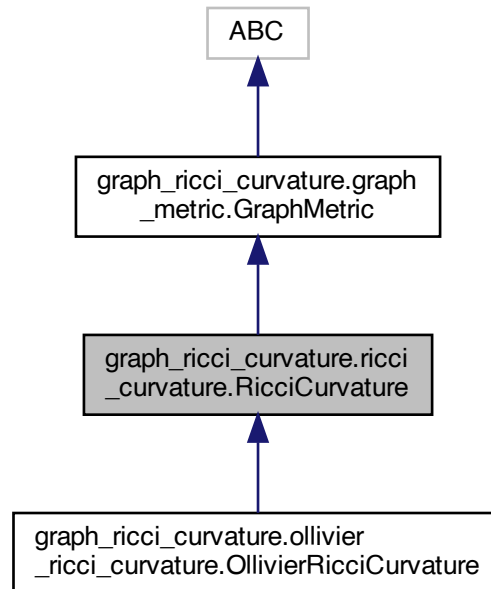 ABC
graph_ricci_curvature.graph
_metric.GraphMetric
graph_ricci_curvature.ricci
_curvature.RicciCurvature
graph_ricci_curvature.ollivier
_ricci_curvature.OllivierRicciCurvature